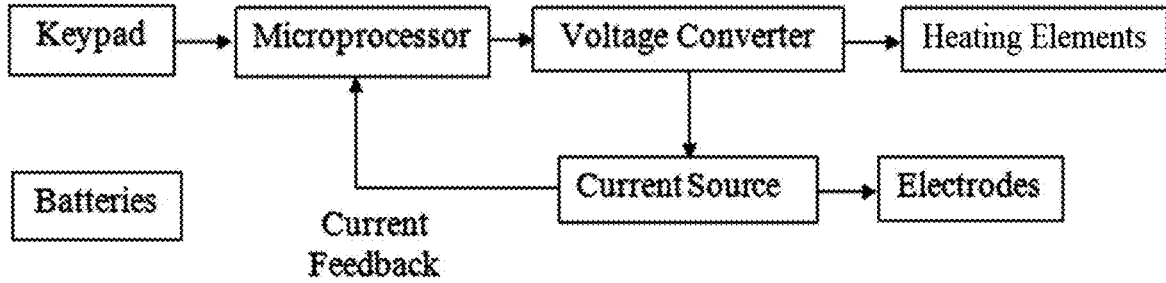 Keypad
Microprocessor
Voltage Converter
Heating Elements
Batteries
Current Source
Electrodes
Current
Feedback